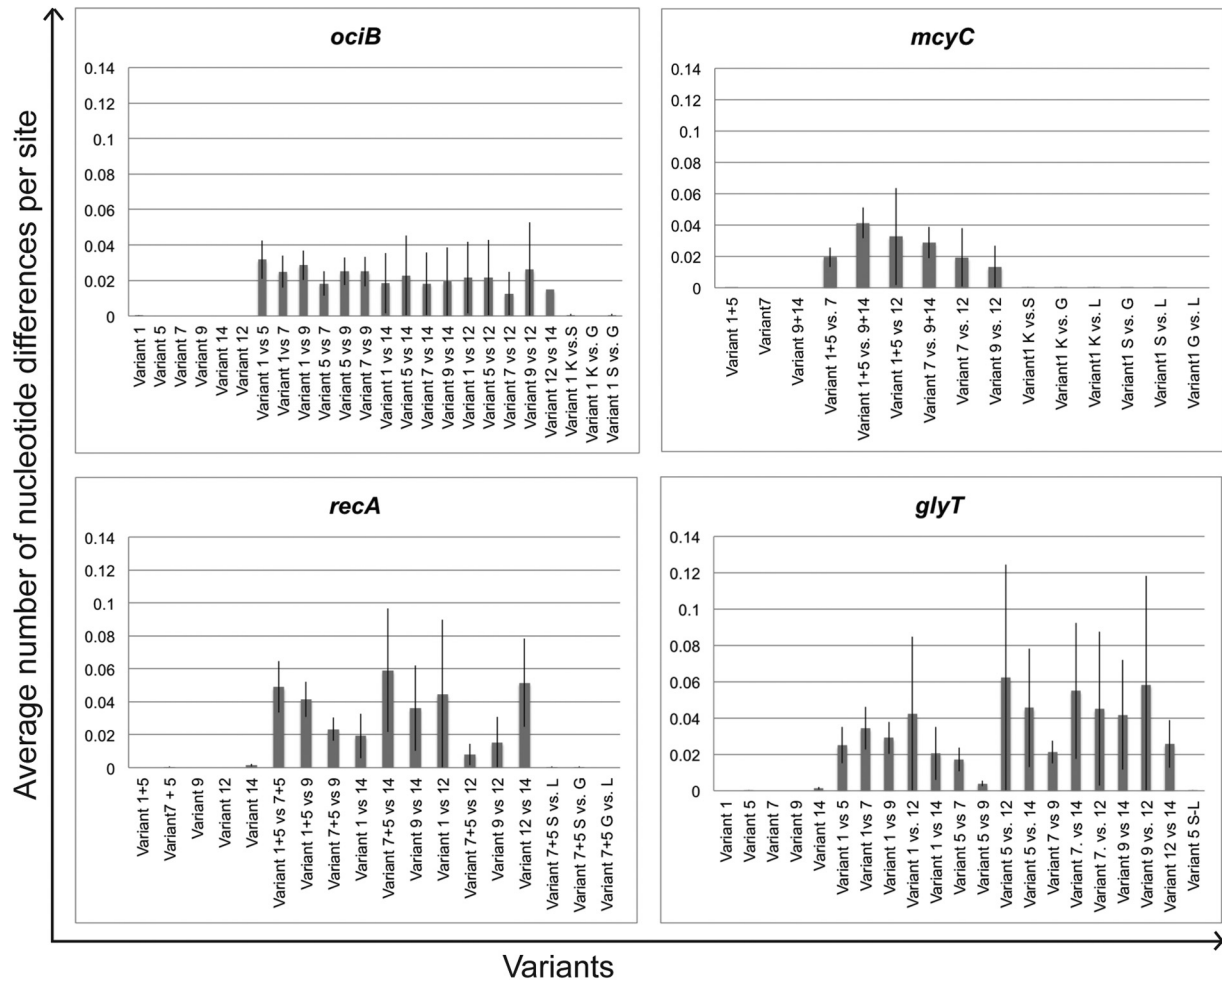 Average number of nucleotide differences per site
ociB
0.14
0.12
0.1
0.08
0.06
0.04
0.02
0
Variant 1
Variant 5
Variant 7
Variant 9
Variant 14
Variant 12
Variant 1 vs 5
Variant 1vs 7
Variant 1 vs 9
Variant 5 vs 7
Variant 5 vs 9
Variant 7 vs 9
Variant 1 vs 14
Variant 5 vs 14
Variant 7 vs 14
Variant 9 vs 14
Variant 1 vs 12
Variant 5 vs 12
Variant 7 vs 12
Variant 9 vs 12
Variant 12 vs 14
Variant 1 K vs.S
Variant 1 K vs. G
Variant 1 S vs. G
mcyC
0.14
0.12
0.1
0.08
0.06
0.04
0.02
0
Variant 1+5
Variant7
Variant 9+14
Variant 1+5 vs. 7
Variant 1+5 vs. 9+14
Variant 1+5 vs 12
Variant 7 vs. 9+14
Variant 7 vs. 12
Variant 9 vs. 12
Variant1 K vs.S
Variant1 K vs. G
Variant1 K vs. L
Variant1 S vs. G
Variant1 S vs. L
Variant1 G vs. L
recA
0.14
0.12
0.1
0.08
0.06
0.04
0.02
0
Variant 1+5
Variant7 + 5
Variant 9
Variant 12
Variant 14
Variant 1+5 vs 7+5
Variant 1+5 vs 9
Variant 7+5 vs 9
Variant 1 vs 14
Variant 7+5 vs 14
Variant 9 vs 14
Variant 1 vs 12
Variant 7+5 vs 12
Variant 9 vs 12
Variant 12 vs 14
Variant 7+5 S vs. L
Variant 7+5 S vs. G
Variant 7+5 G vs. L
glyT
0.14
0.12
0.1
0.08
0.06
0.04
0.02
0
Variant 1
Variant 5
Variant 7
Variant 9
Variant 14
Variant 1 vs 5
Variant 1vs 7
Variant 1 vs 9
Variant 1 vs. 12
Variant 1 vs 14
Variant 5 vs 7
Variant 5 vs 9
Variant 5 vs. 12
Variant 5 vs. 14
Variant 7 vs 9
Variant 7. vs 14
Variant 7. vs. 12
Variant 9 vs 14
Variant 9 vs. 12
Variant 12 vs 14
Variant 5 S-L
Variants